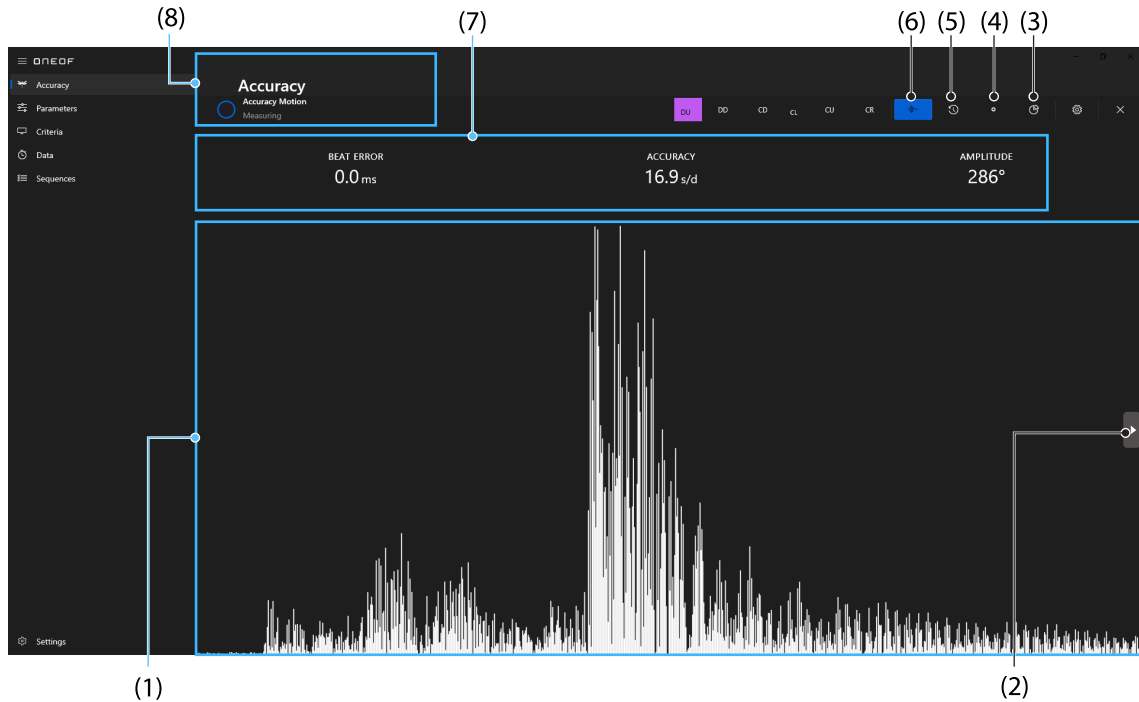 (8)
(6)
(5)
(4)
(3)
ONEOF
Accuracy
Parameters
Criteria
Data
Sequences
Accuracy
Accuracy Motion
Measuring
DU
DD
CD
CL
CU
CR
(7)
BEAT ERROR
0.0 ms
ACCURACY
16.9 s/d
AMPLITUDE
286°
Settings
(1)
(2)